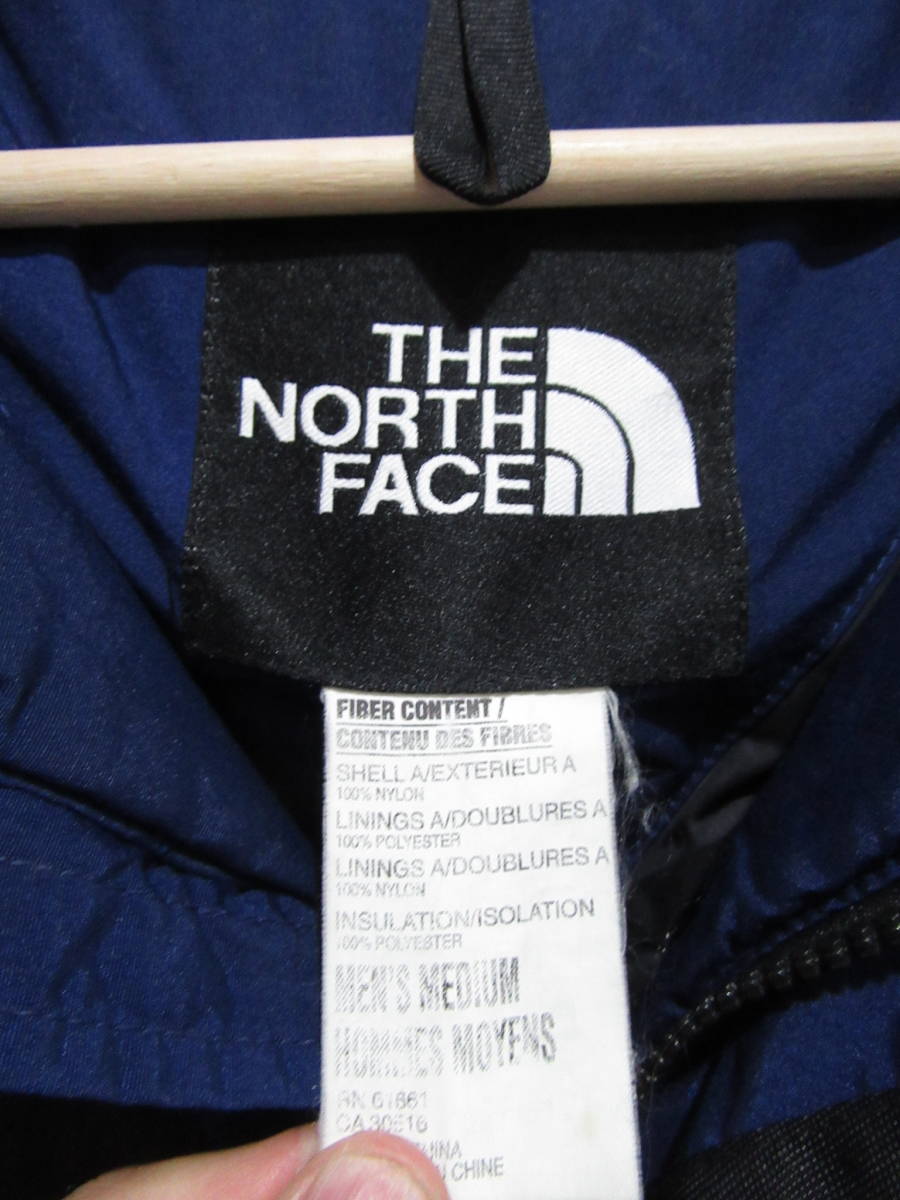 THE
NORTH
FACE
FIBER CONTENT /
CONTENU DES FIBRES
SHELL A/EXTERIEUR A
100% NYLON
LININGS A/DOUBLURES A
100% POLYESTER
LININGS A/DOUBLURES A
100% NYLON
INSULATION/ISOLATION
100% POLYESTER
MEN'S MEDIUM
HOMMES MOYENS
RN 61661
CA 30516
CHINE